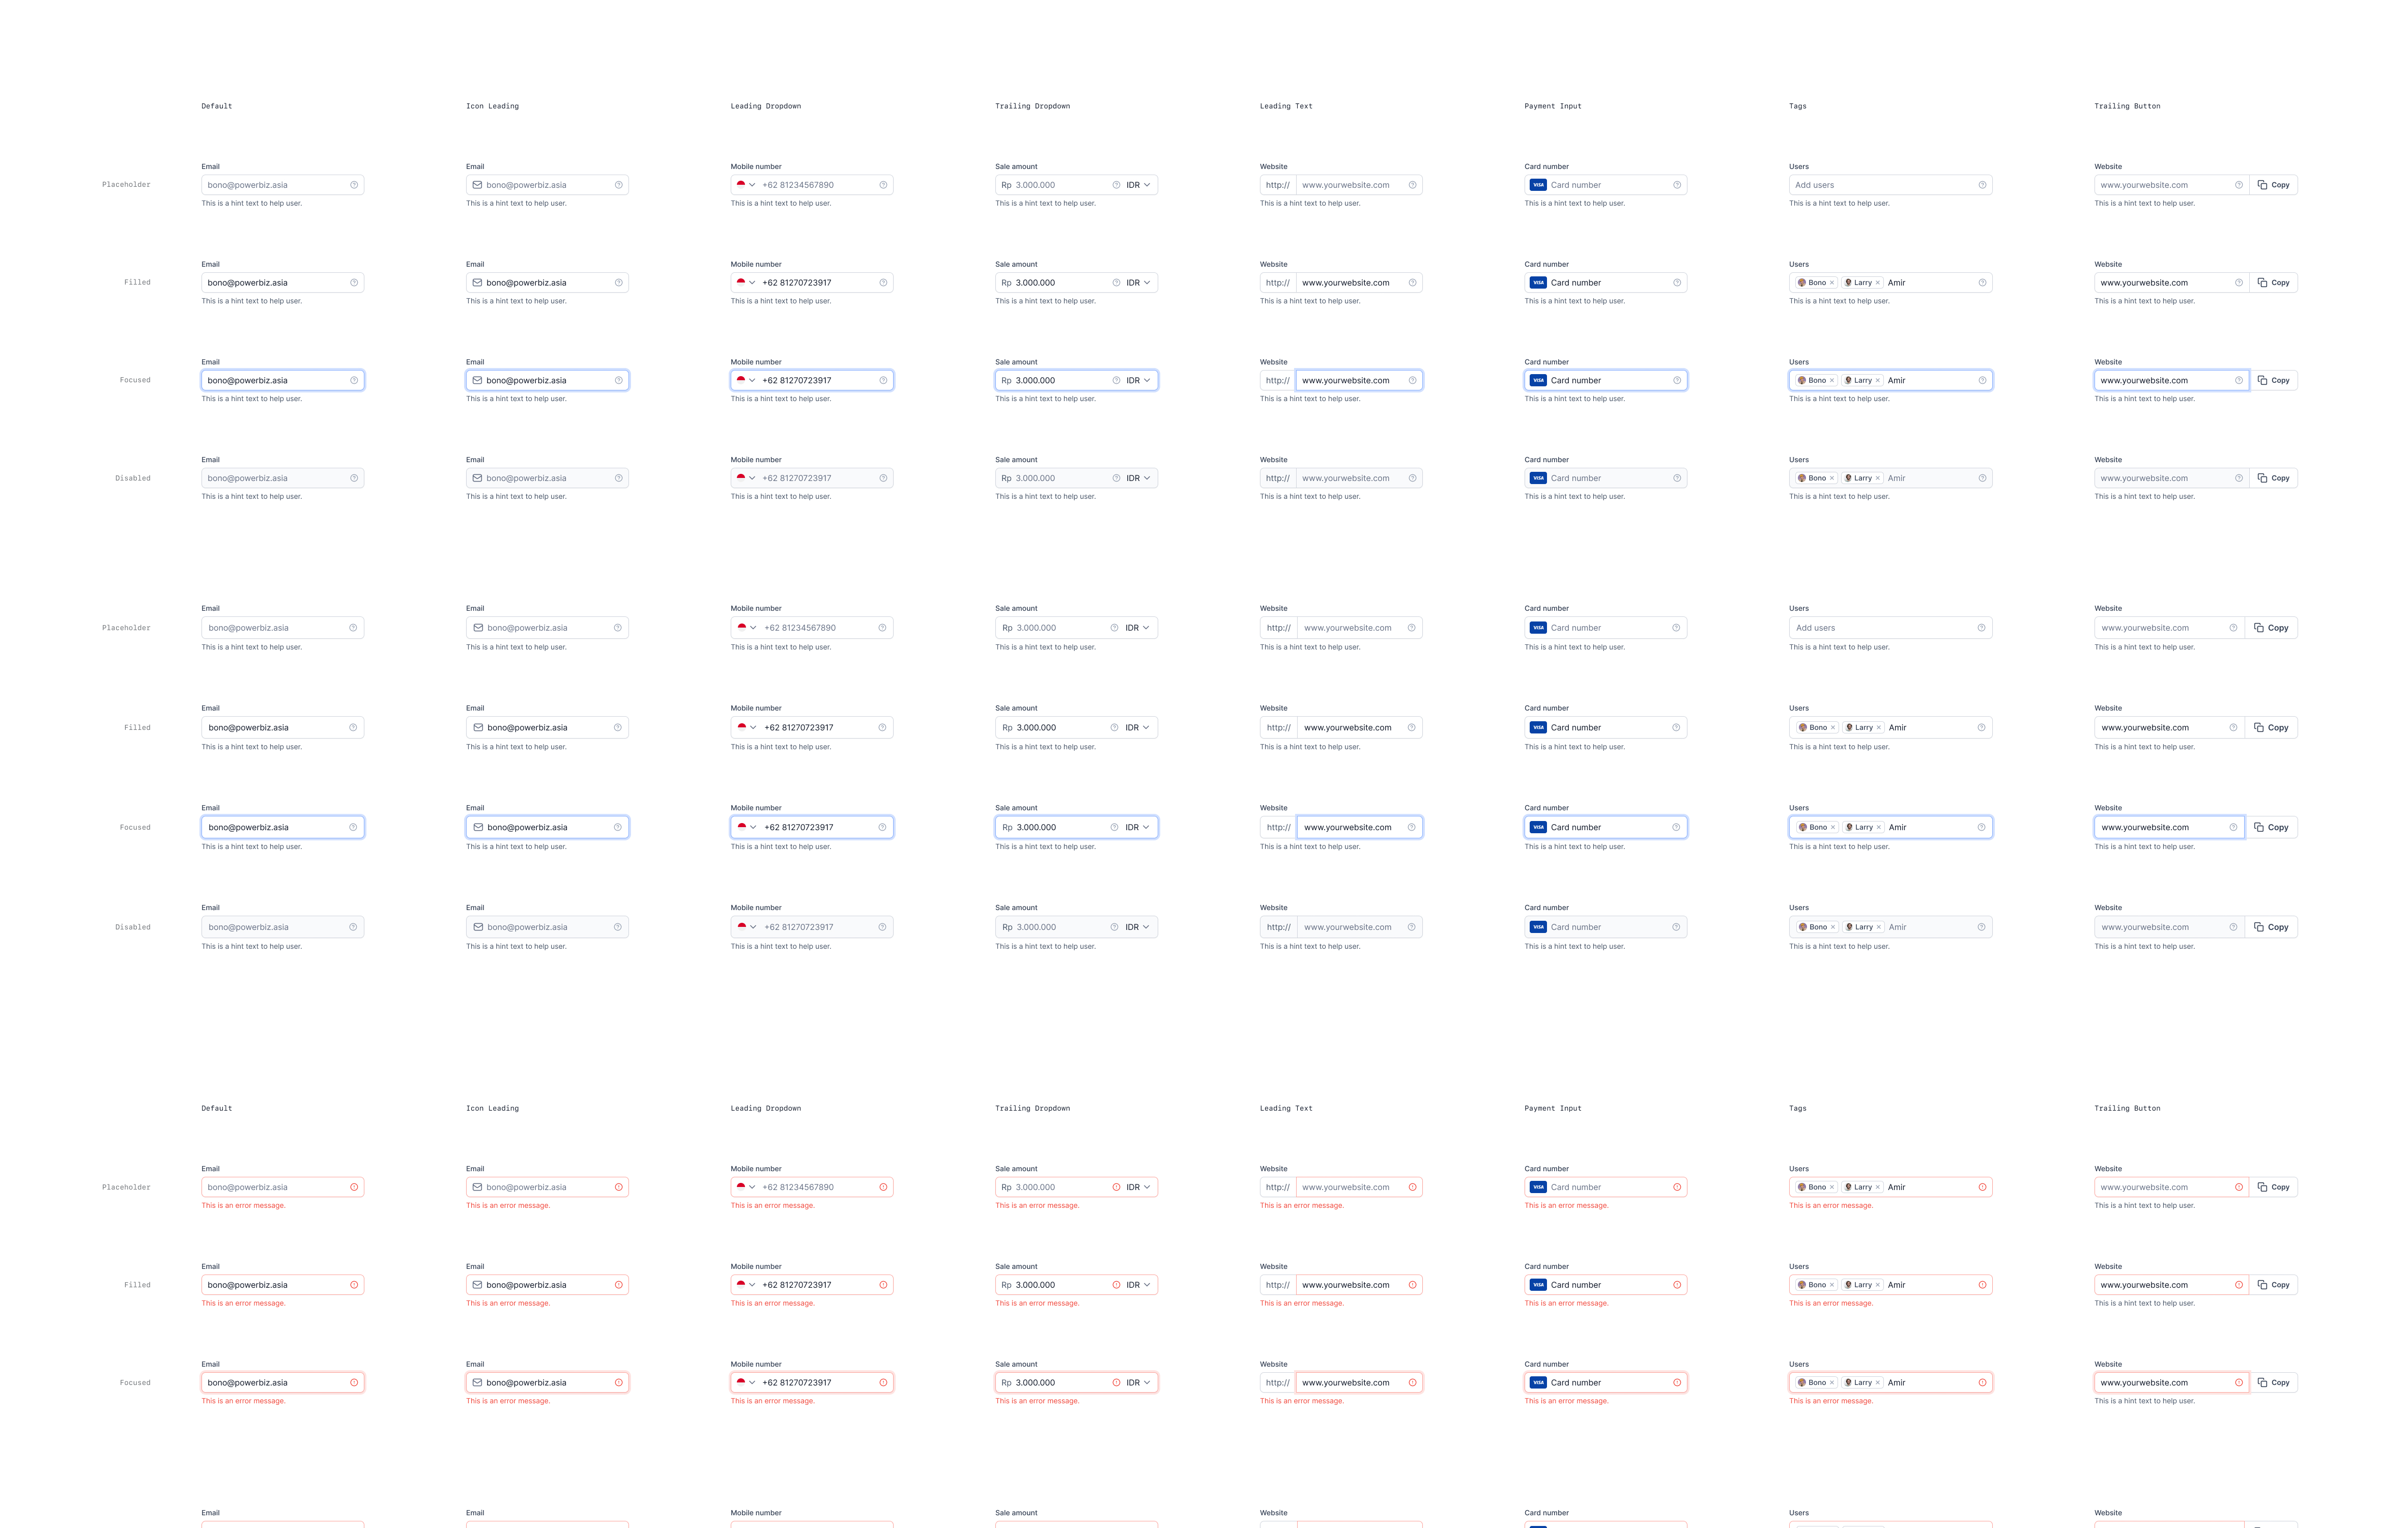 Default Icon Leading Leading Dropdown Trailing Dropdown Leading Text Payment Input Tags Trailing Button
Email Email Mobile number Sale amount Website Card number Users Website
Placeholder bono@powerbiz.asia bono@powerbiz.asia +62 81234567890 Rp 3.000.000 IDR http:// www.yourwebsite.com VISA Card number Add users www.yourwebsite.com Copy
This is a hint text to help user. This is a hint text to help user. This is a hint text to help user. This is a hint text to help user. This is a hint text to help user. This is a hint text to help user. This is a hint text to help user. This is a hint text to help user.
Email Email Mobile number Sale amount Website Card number Users Website
Filled bono@powerbiz.asia bono@powerbiz.asia +62 81270723917 Rp 3.000.000 IDR http:// www.yourwebsite.com VISA Card number Bono Larry Amir www.yourwebsite.com Copy
This is a hint text to help user. This is a hint text to help user. This is a hint text to help user. This is a hint text to help user. This is a hint text to help user. This is a hint text to help user. This is a hint text to help user. This is a hint text to help user.
Email Email Mobile number Sale amount Website Card number Users Website
Focused bono@powerbiz.asia bono@powerbiz.asia +62 81270723917 Rp 3.000.000 IDR http:// www.yourwebsite.com VISA Card number Bono Larry Amir www.yourwebsite.com Copy
This is a hint text to help user. This is a hint text to help user. This is a hint text to help user. This is a hint text to help user. This is a hint text to help user. This is a hint text to help user. This is a hint text to help user. This is a hint text to help user.
Email Email Mobile number Sale amount Website Card number Users Website
Disabled bono@powerbiz.asia bono@powerbiz.asia +62 81270723917 Rp 3.000.000 IDR http:// www.yourwebsite.com VISA Card number Bono Larry Amir www.yourwebsite.com Copy
This is a hint text to help user. This is a hint text to help user. This is a hint text to help user. This is a hint text to help user. This is a hint text to help user. This is a hint text to help user. This is a hint text to help user. This is a hint text to help user.
Email Email Mobile number Sale amount Website Card number Users Website
Placeholder bono@powerbiz.asia bono@powerbiz.asia +62 81234567890 Rp 3.000.000 IDR http:// www.yourwebsite.com VISA Card number Add users www.yourwebsite.com Copy
This is a hint text to help user. This is a hint text to help user. This is a hint text to help user. This is a hint text to help user. This is a hint text to help user. This is a hint text to help user. This is a hint text to help user. This is a hint text to help user.
Email Email Mobile number Sale amount Website Card number Users Website
Filled bono@powerbiz.asia bono@powerbiz.asia +62 81270723917 Rp 3.000.000 IDR http:// www.yourwebsite.com VISA Card number Bono Larry Amir www.yourwebsite.com Copy
This is a hint text to help user. This is a hint text to help user. This is a hint text to help user. This is a hint text to help user. This is a hint text to help user. This is a hint text to help user. This is a hint text to help user. This is a hint text to help user.
Email Email Mobile number Sale amount Website Card number Users Website
Focused bono@powerbiz.asia bono@powerbiz.asia +62 81270723917 Rp 3.000.000 IDR http:// www.yourwebsite.com VISA Card number Bono Larry Amir www.yourwebsite.com Copy
This is a hint text to help user. This is a hint text to help user. This is a hint text to help user. This is a hint text to help user. This is a hint text to help user. This is a hint text to help user. This is a hint text to help user. This is a hint text to help user.
Email Email Mobile number Sale amount Website Card number Users Website
Disabled bono@powerbiz.asia bono@powerbiz.asia +62 81270723917 Rp 3.000.000 IDR http:// www.yourwebsite.com VISA Card number Bono Larry Amir www.yourwebsite.com Copy
This is a hint text to help user. This is a hint text to help user. This is a hint text to help user. This is a hint text to help user. This is a hint text to help user. This is a hint text to help user. This is a hint text to help user. This is a hint text to help user.
Default Icon Leading Leading Dropdown Trailing Dropdown Leading Text Payment Input Tags Trailing Button
Email Email Mobile number Sale amount Website Card number Users Website
Placeholder bono@powerbiz.asia bono@powerbiz.asia +62 81234567890 Rp 3.000.000 IDR http:// www.yourwebsite.com VISA Card number Bono Larry Amir www.yourwebsite.com Copy
This is an error message. This is an error message. This is an error message. This is an error message. This is an error message. This is an error message. This is an error message. This is a hint text to help user.
Email Email Mobile number Sale amount Website Card number Users Website
Filled bono@powerbiz.asia bono@powerbiz.asia +62 81270723917 Rp 3.000.000 IDR http:// www.yourwebsite.com VISA Card number Bono Larry Amir www.yourwebsite.com Copy
This is an error message. This is an error message. This is an error message. This is an error message. This is an error message. This is an error message. This is an error message. This is a hint text to help user.
Email Email Mobile number Sale amount Website Card number Users Website
Focused bono@powerbiz.asia bono@powerbiz.asia +62 81270723917 Rp 3.000.000 IDR http:// www.yourwebsite.com VISA Card number Bono Larry Amir www.yourwebsite.com Copy
This is an error message. This is an error message. This is an error message. This is an error message. This is an error message. This is an error message. This is an error message. This is a hint text to help user.
Email Email Mobile number Sale amount Website Card number Users Website